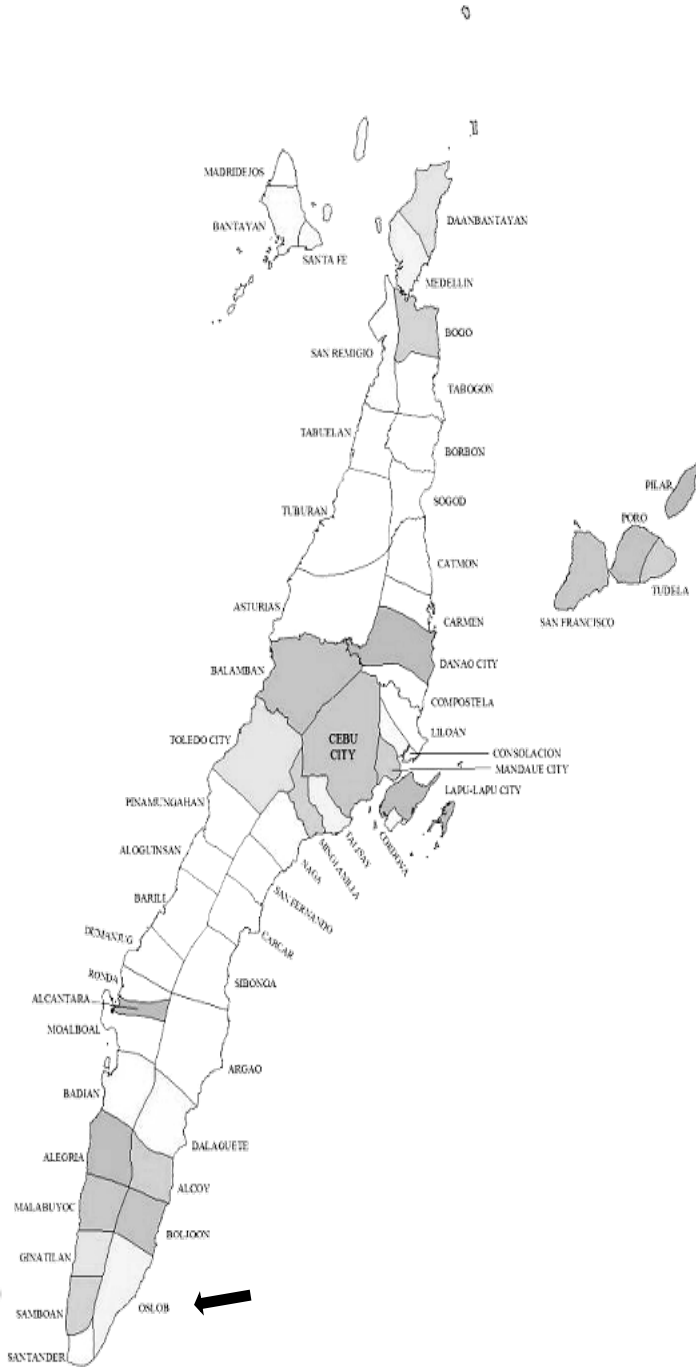 MADRIDEJOS
BANTAYAN
SANTA FE
DAANBANTAYAN
MEDELLIN
BOGO
SAN REMIGIO
TABOGON
TABUELAN
BORBON
SOGOD
TUBURAN
PILAR
PORO
TUDELA
SAN FRANCISCO
CATMON
ASTURIAS
CARMEN
BALAMBAN
DANAO CITY
COMPOSTELA
LILOAN
TOLEDO CITY
CEBU
CITY
CONSOLACION
MANDAUE CITY
LAPU-LAPU CITY
PINAMUNGAHAN
CORDOVA
TALISAY
MINGLANILLA
NAGA
ALOGUINSAN
SAN FERNANDO
BARILI
CARCAR
DUMANJUG
SIBONGA
RONDA
ALCANTARA
MOALBOAL
ARGAO
BADIAN
DALAGUETE
ALEGRIA
ALCOY
MALABUYOC
BOLJOON
GINATILAN
OSLOB
SAMBOAN
SANTANDER